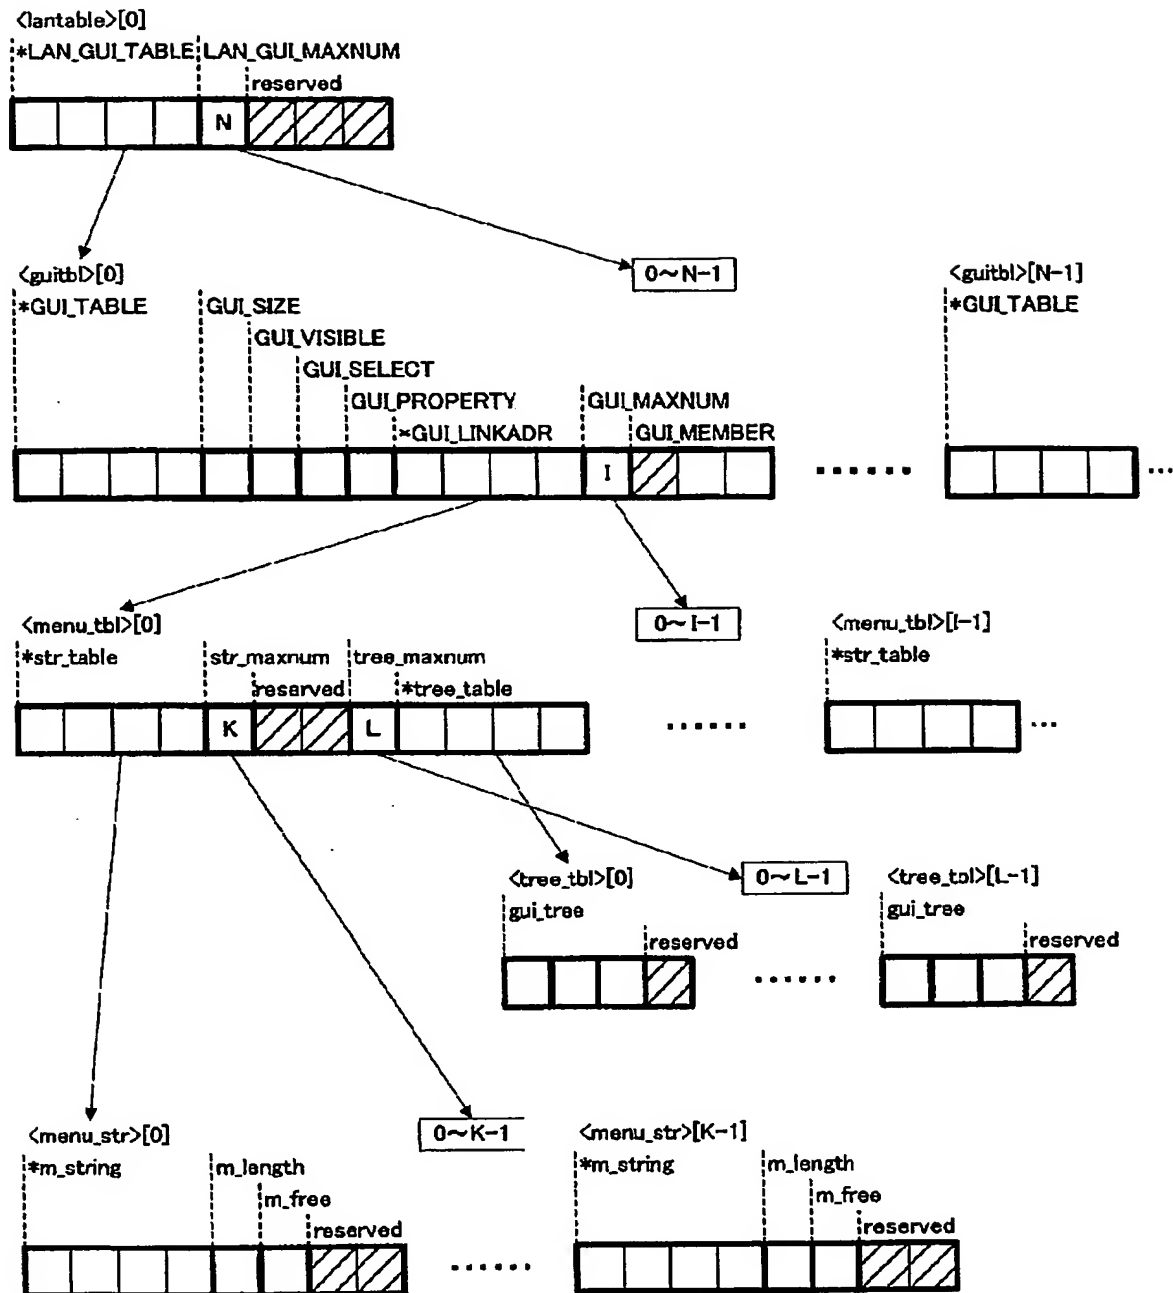 <lantable>[0]
*LAN_GUI_TABLE LAN_GUI_MAXNUM
reserved
N
0~N-1
<guitbl>[0] <guitbl>[N-1]
*GUI_TABLE GUI_SIZE *GUI_TABLE
GUI_VISIBLE
GUI_SELECT
GUI_PROPERTY GUI_MAXNUM
*GUI_LINKADR GUI_MEMBER
I
...... ...
0~I-1
<menu_tbl>[0] <menu_tbl>[I-1]
*str_table str_maxnum tree_maxnum *str_table
reserved *tree_table
K L
...... ...
<tree_tbl>[0] 0~L-1 <tree_tbl>[L-1]
gui_tree gui_tree
reserved reserved
......
<menu_str>[0] 0~K-1 <menu_str>[K-1]
*m_string m_length *m_string m_length
m_free m_free
reserved reserved
......